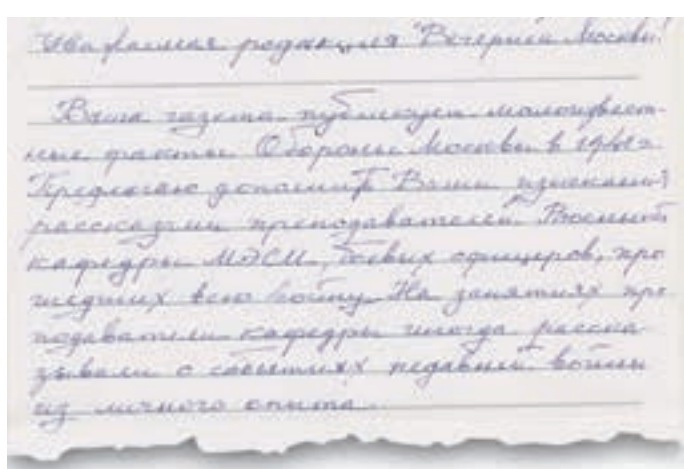 Уважаемая редакция "Вечерней Москвы"!
Ваша газета публикует малоизвест-
ные факты Обороны Москвы в 1941 г.
Предлагаю дополнить Ваши изыскания
рассказами преподавателей Военной
кафедры МЭСИ, боевых офицеров, про
шедших всю войну. На занятиях пре
подаватели кафедры иногда расска
зывали о событиях недавней войны
из личного опыта.